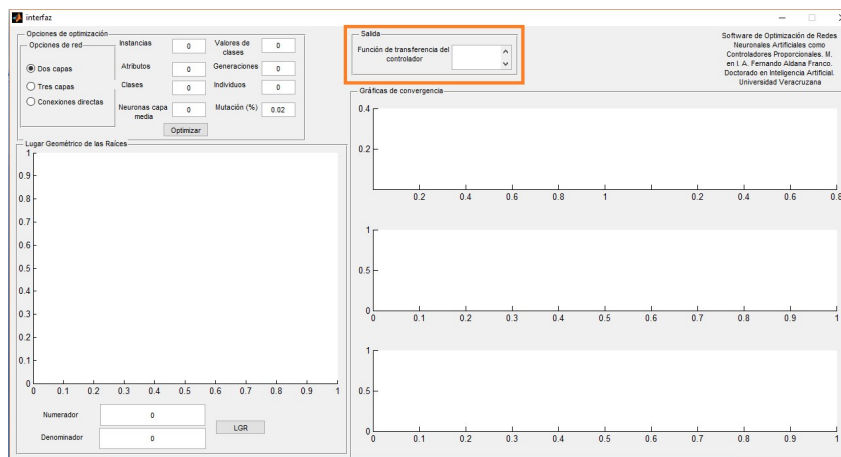 interfaz
Opciones de optimización
Opciones de red
Dos capas
Tres capas
Conexiones directas
Instancias
0
Valores de
clases
0
Atributos
0
Generaciones
0
Clases
0
Individuos
0
Neuronas capa
media
0
Mutación (%)
0.02
Optimizar
Salida
Función de transferencia del
controlador
Software de Optimización de Redes
Neuronales Artificiales como
Controladores Proporcionales. M.
en I. A. Fernando Aldana Franco.
Doctorado en Inteligencia Artificial.
Universidad Veracruzana
Lugar Geométrico de las Raíces
1
0.9
0.8
0.7
0.6
0.5
0.4
0.3
0.2
0.1
0
0 0.1 0.2 0.3 0.4 0.5 0.6 0.7 0.8 0.9 1
Numerador
0
Denominador
0
LGR
Gráficas de convergencia
0.4
0.2
0.2 0.4 0.6 0.8 1 0.2 0.4 0.6 0.8
1
0.5
0
0 0.1 0.2 0.3 0.4 0.5 0.6 0.7 0.8 0.9 1
1
0.5
0
0 0.1 0.2 0.3 0.4 0.5 0.6 0.7 0.8 0.9 1